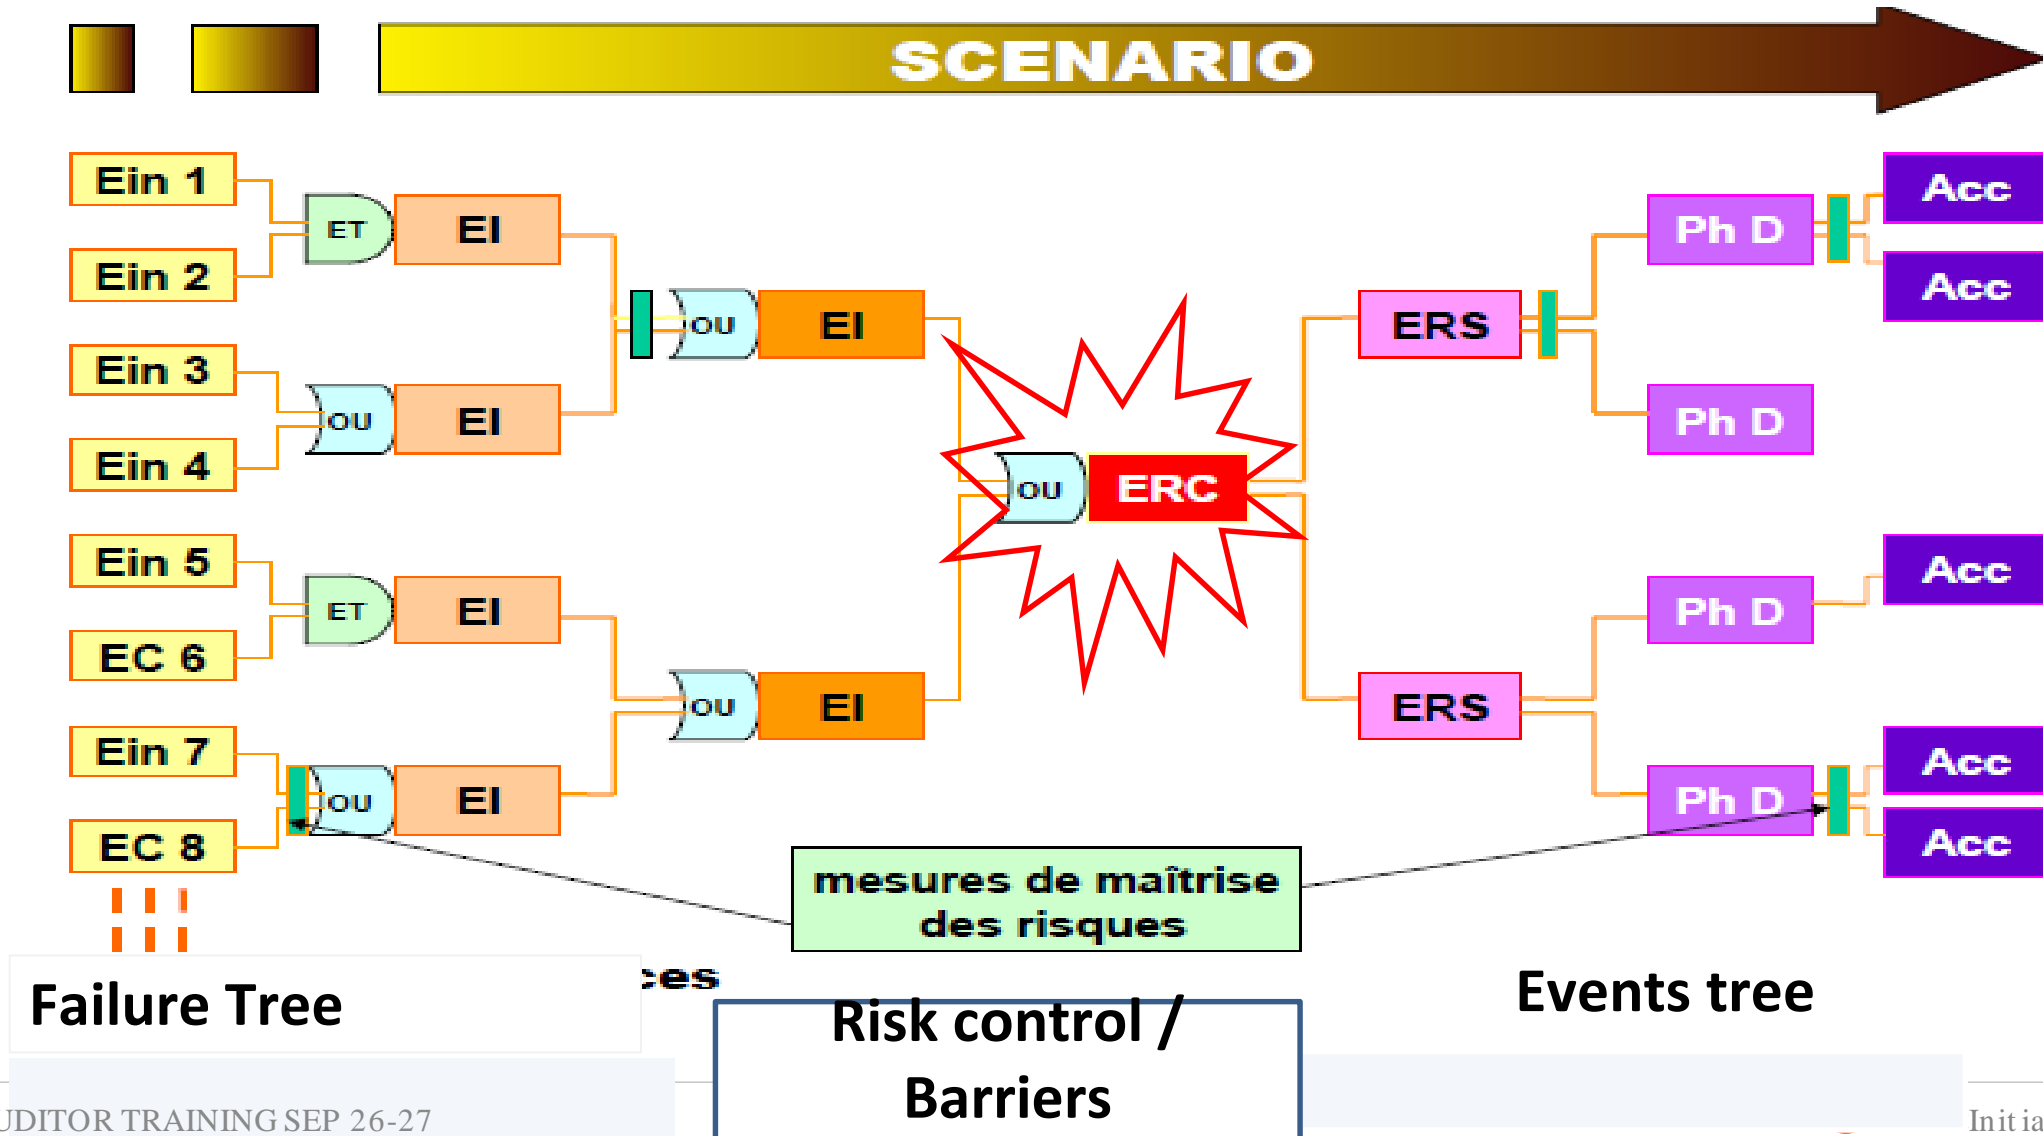 SCENARIO
Ein 1
Ein 2
Ein 3
Ein 4
Ein 5
EC 6
Ein 7
EC 8
ET
EI
OU
EI
ET
EI
OU
EI
OU
EI
OU
EI
OU
ERC
ERS
ERS
Ph D
Ph D
Ph D
Ph D
Acc
Acc
Acc
Acc
Acc
mesures de maîtrise
des risques
ces
Failure Tree
Risk control /
Barriers
Events tree
UDITOR TRAINING SEP 26-27
Initia